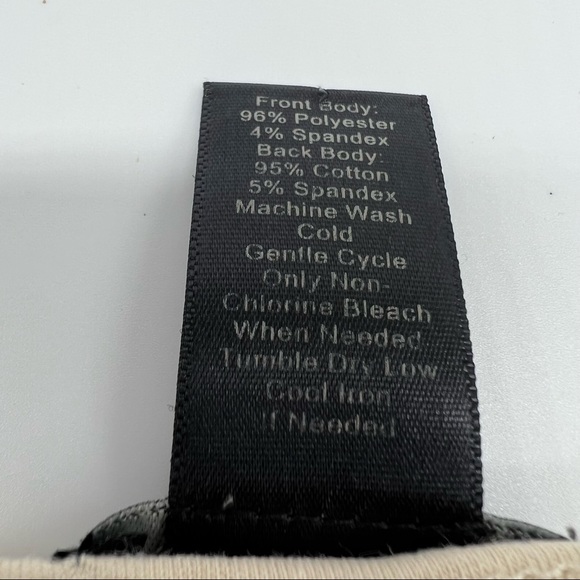 Front Body:
96% Polyester
4% Spandex
Back Body:
95% Cotton
5% Spandex
Machine Wash
Cold
Gentle Cycle
Only Non-
Chlorine Bleach
When Needed
Tumble Dry Low
Cool Iron
If Needed